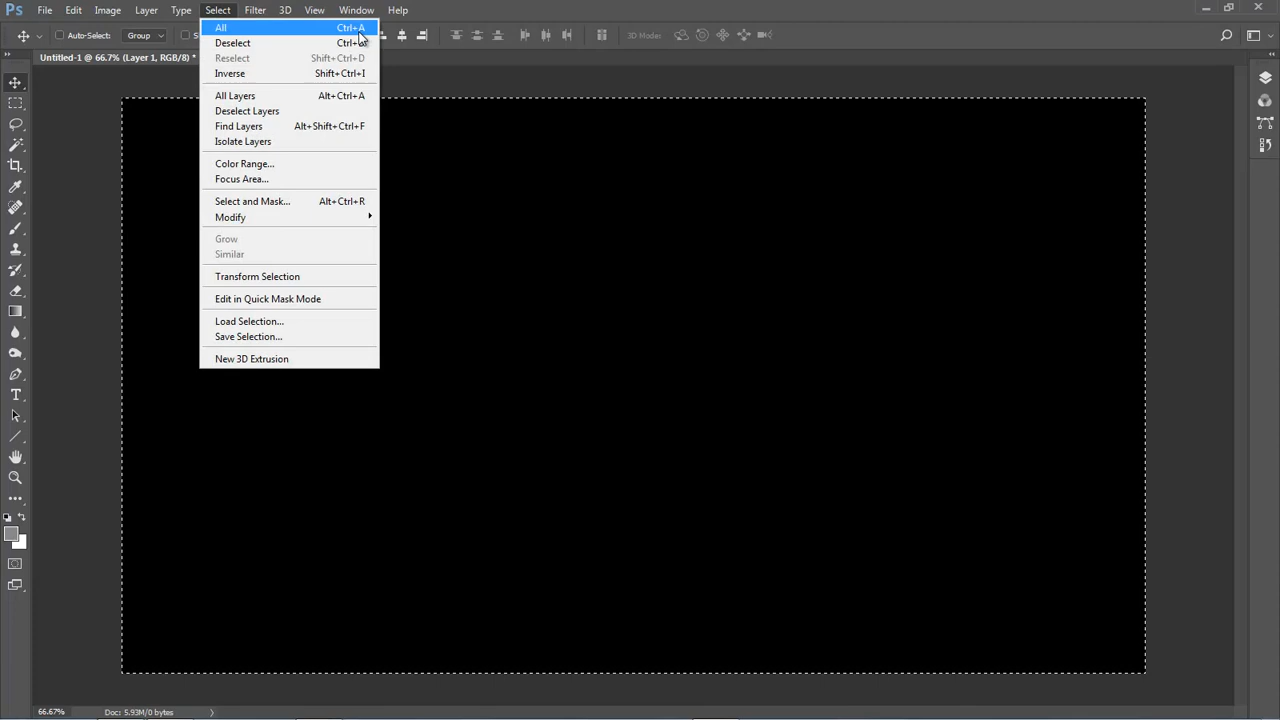 Ps File Edit Image Layer Type Select Filter 3D View Window Help
Auto-Select: Group 3D Mode:
Untitled-1 @ 66.7% (Layer 1, RGB/8) *
All Ctrl+A
Deselect
Reselect Shift+Ctrl+D
Inverse Shift+Ctrl+I
All Layers Alt+Ctrl+A
Deselect Layers
Find Layers Alt+Shift+Ctrl+F
Isolate Layers
Color Range...
Focus Area...
Select and Mask... Alt+Ctrl+R
Modify
Grow
Similar
Transform Selection
Edit in Quick Mask Mode
Load Selection...
Save Selection...
New 3D Extrusion
66.67% Doc: 5.93M/0 bytes